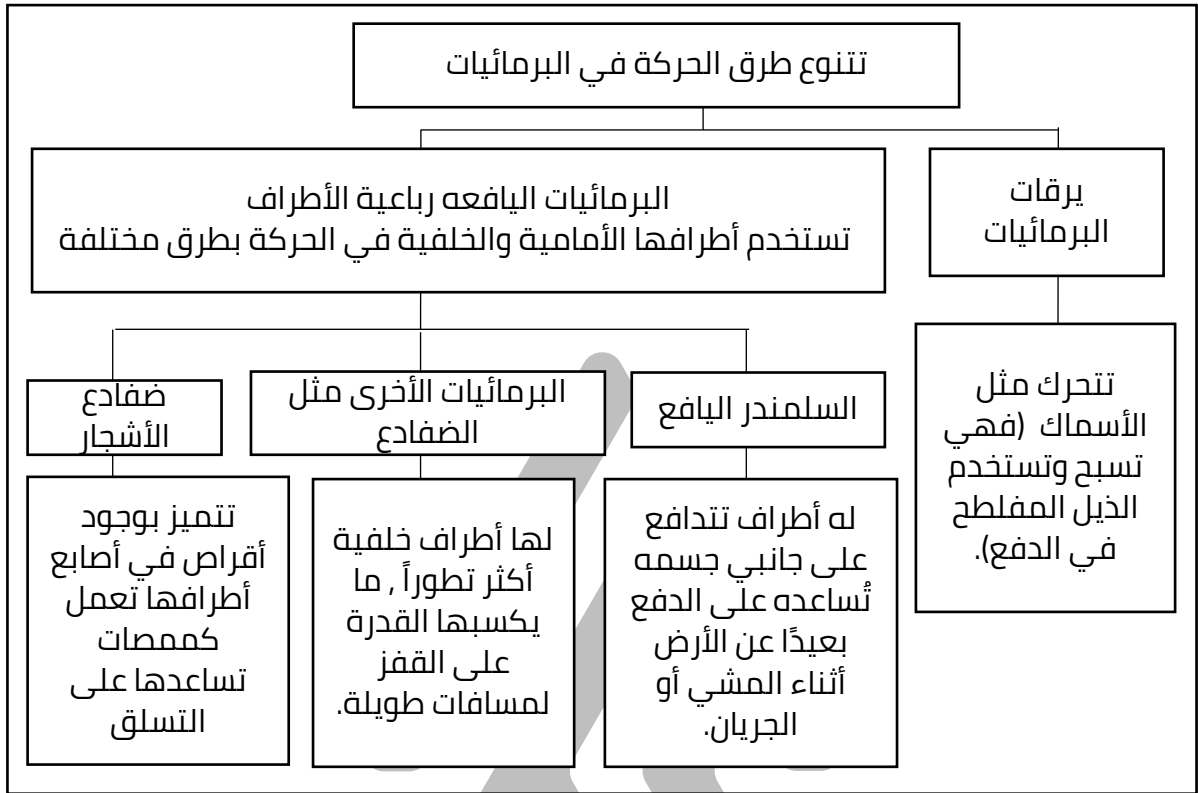 تتنوع طرق الحركة في البرمائيات
يرقات
البرمائيات
البرمائيات اليافعه رباعية الأطراف
تستخدم أطرافها الأمامية والخلفية في الحركة بطرق مختلفة
تتحرك مثل
الأسماك (فهي
تسبح وتستخدم
الذيل المفلطح
في الدفع).
السلمندر اليافع
البرمائيات الأخرى مثل
الضفادع
ضفادع
الأشجار
له أطراف تتدافع
على جانبي جسمه
تُساعده على الدفع
بعيدًا عن الأرض
أثناء المشي أو
الجريان.
لها أطراف خلفية
أكثر تطوراً , ما
يكسبها القدرة
على القفز
لمسافات طويلة.
تتميز بوجود
أقراص في أصابع
أطرافها تعمل
كممصات
تساعدها على
التسلق